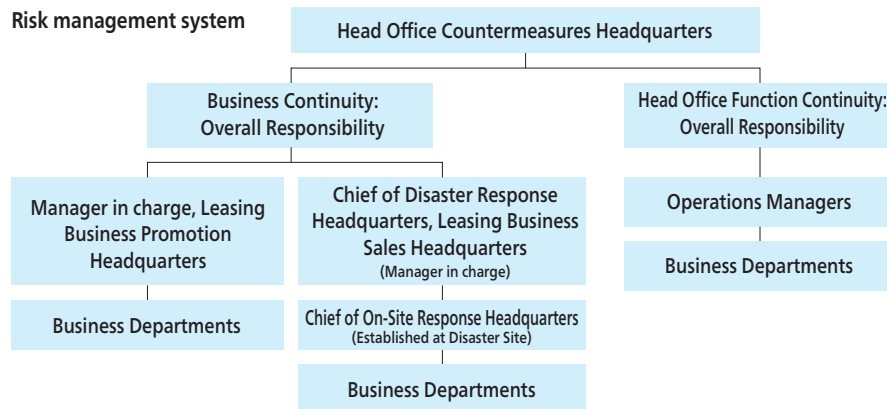 Risk management system
Head Office Countermeasures Headquarters
Business Continuity:
Overall Responsibility
Head Office Function Continuity:
Overall Responsibility
Manager in charge, Leasing
Business Promotion
Headquarters
Chief of Disaster Response
Headquarters, Leasing Business
Sales Headquarters
(Manager in charge)
Operations Managers
Business Departments
Business Departments
Chief of On-Site Response Headquarters
(Established at Disaster Site)
Business Departments